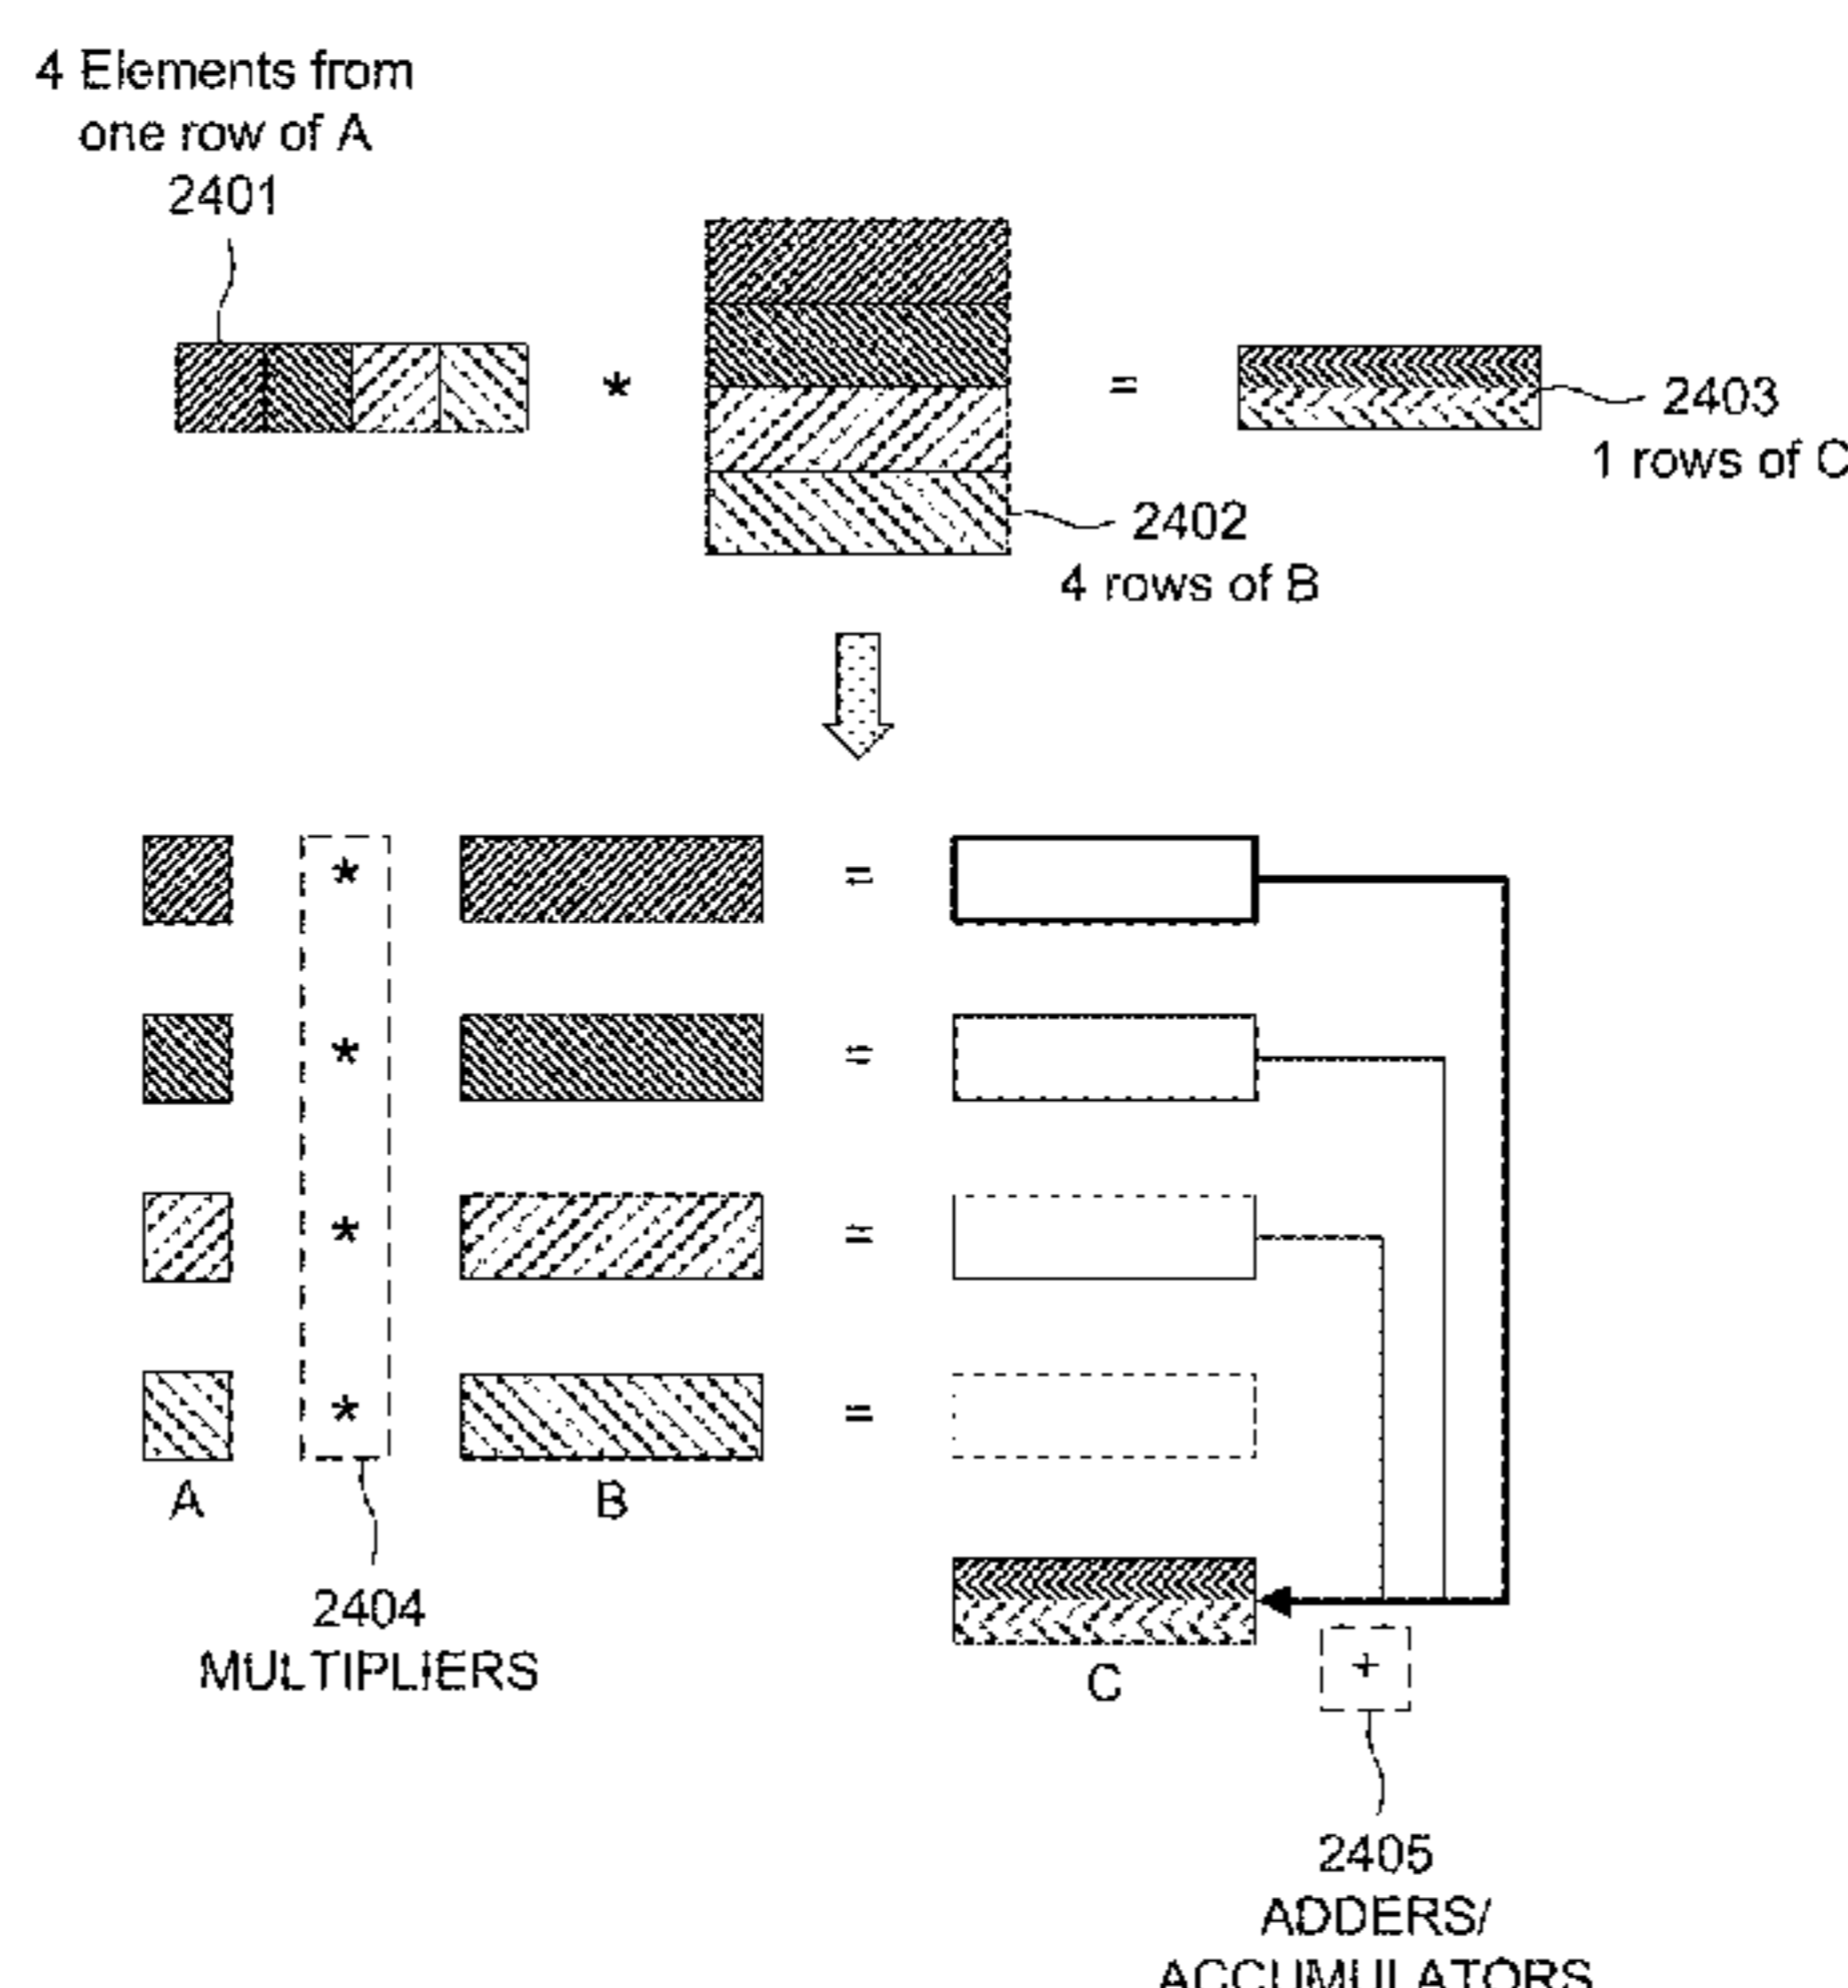 4 Elements from
one row of A
2401
*
=
2403
1 rows of C
2402
4 rows of B
* =
* =
* =
* =
A
B
2404
MULTIPLIERS
C
+
2405
ADDERS/
ACCUMULATORS